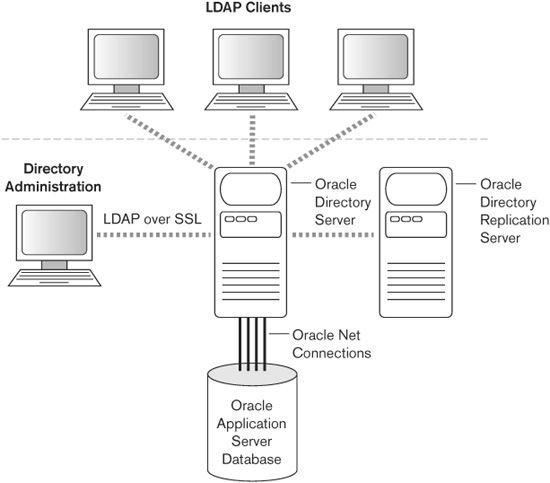 LDAP Clients
Directory
Administration
LDAP over SSL
Oracle
Directory
Server
Oracle
Directory
Replication
Server
Oracle Net
Connections
Oracle
Application
Server
Database